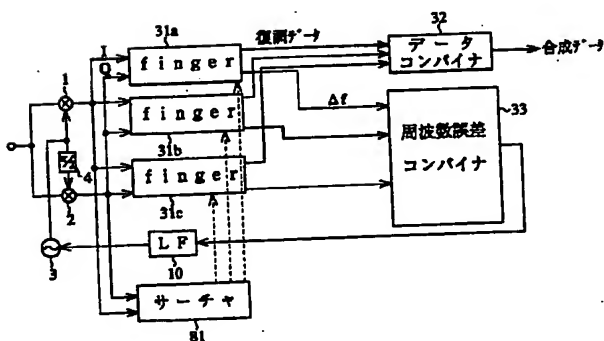 31a
復調データ
32
I
Q
finger
データ
コンバイナ
合成データ
1
Δf
33
finger
31b
周波数誤差
コンバイナ
π/2
4
finger
2
31c
3
LF
10
サーチャ
81